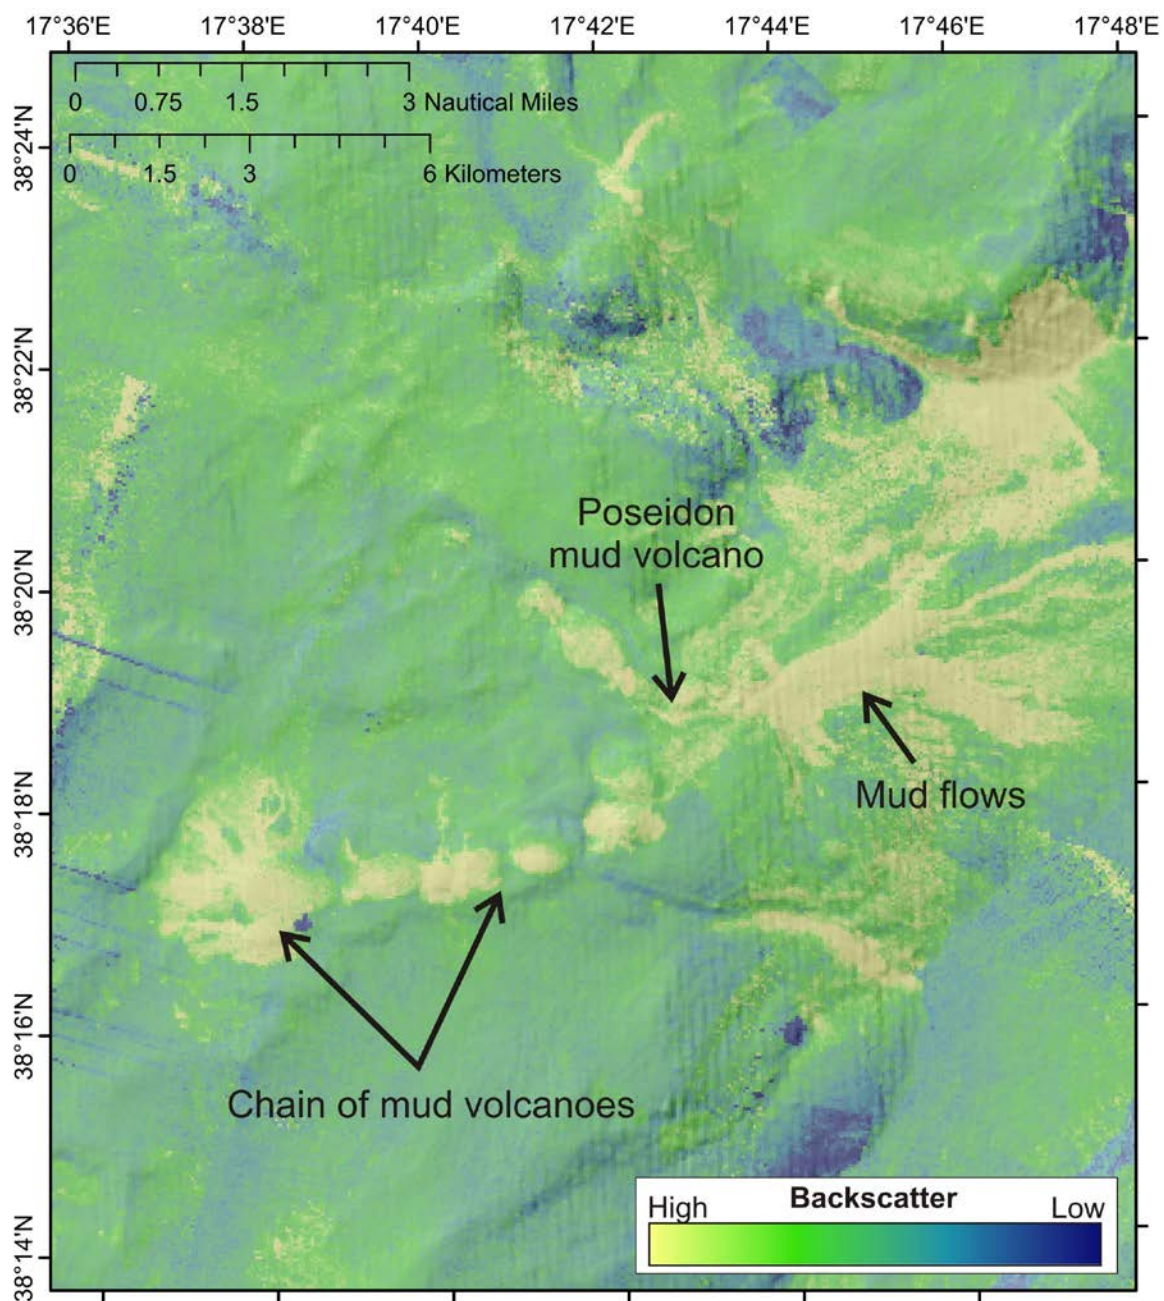 17°36'E 17°38'E 17°40'E 17°42'E 17°44'E 17°46'E 17°48'E
0 0.75 1.5 3 Nautical Miles
0 1.5 3 6 Kilometers
38°24'N
38°22'N
38°20'N
38°18'N
38°16'N
38°14'N
Poseidon
mud volcano
Mud flows
Chain of mud volcanoes
Backscatter
High Low